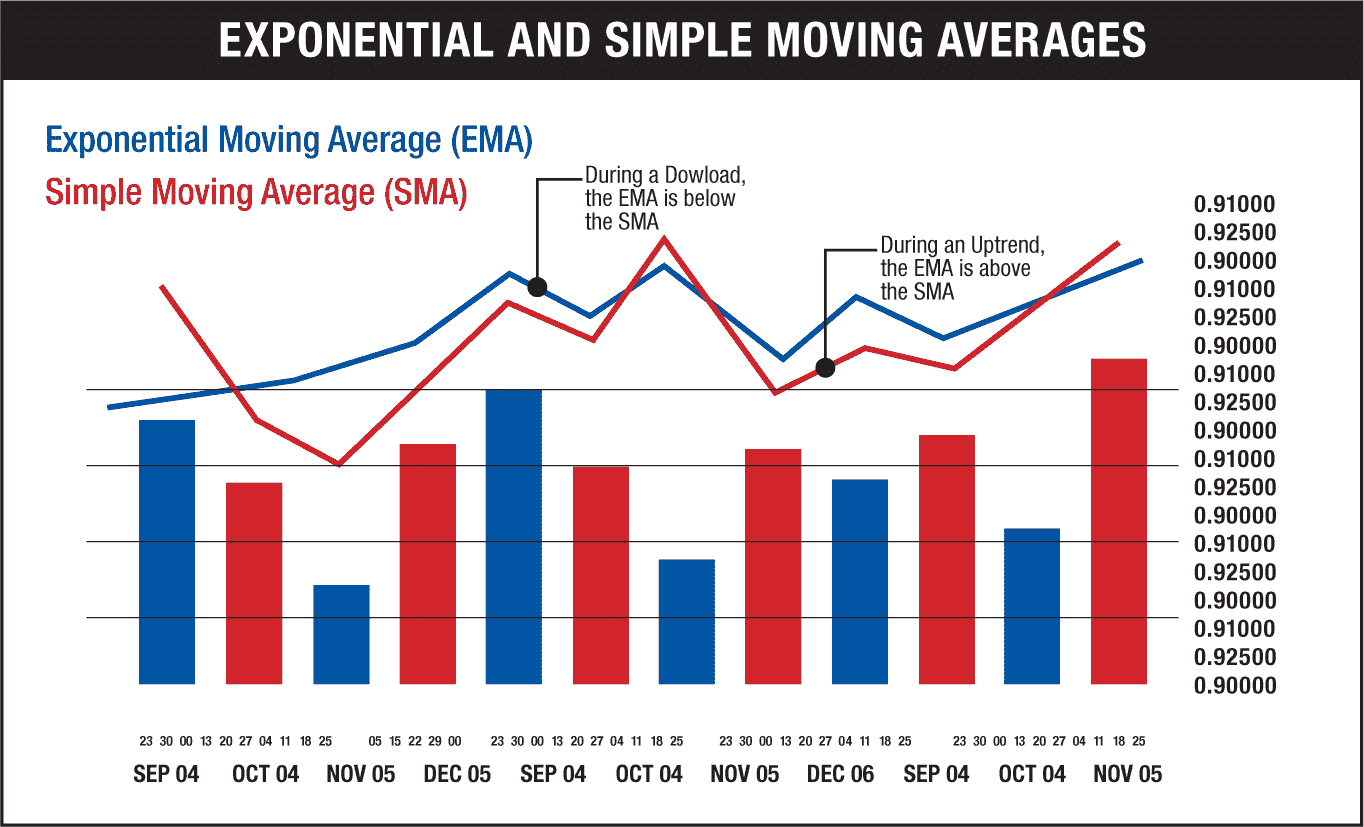 EXPONENTIAL AND SIMPLE MOVING AVERAGES
Exponential Moving Average (EMA)
Simple Moving Average (SMA)
During a Dowload,
the EMA is below
the SMA
During an Uptrend,
the EMA is above
the SMA
0.91000
0.92500
0.90000
0.91000
0.92500
0.90000
0.91000
0.92500
0.90000
0.91000
0.92500
0.90000
0.91000
0.92500
0.90000
0.91000
0.92500
0.90000
23 30 00 13 20 27 04 11 18 25 05 15 22 29 00 23 30 00 13 20 27 04 11 18 25 23 30 00 13 20 27 04 11 18 25 23 30 00 13 20 27 04 11 18 25
SEP 04 OCT 04 NOV 05 DEC 05 SEP 04 OCT 04 NOV 05 DEC 06 SEP 04 OCT 04 NOV 05